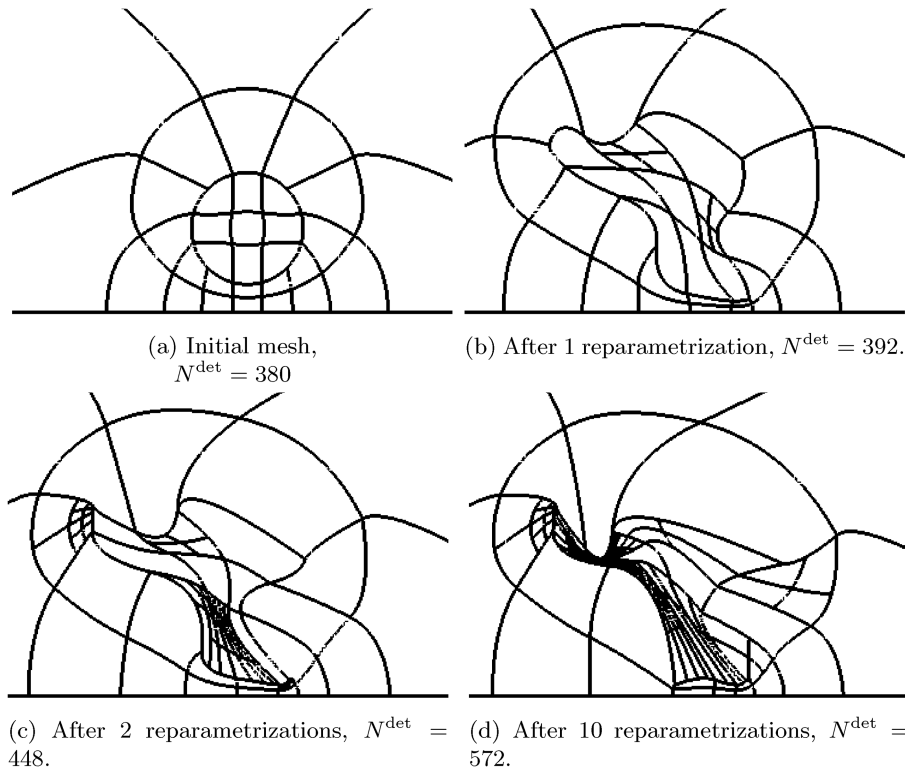 (a) Initial mesh,
N^det = 380
(b) After 1 reparametrization, N^det = 392.
(c) After 2 reparametrizations, N^det =
448.
(d) After 10 reparametrizations, N^det =
572.